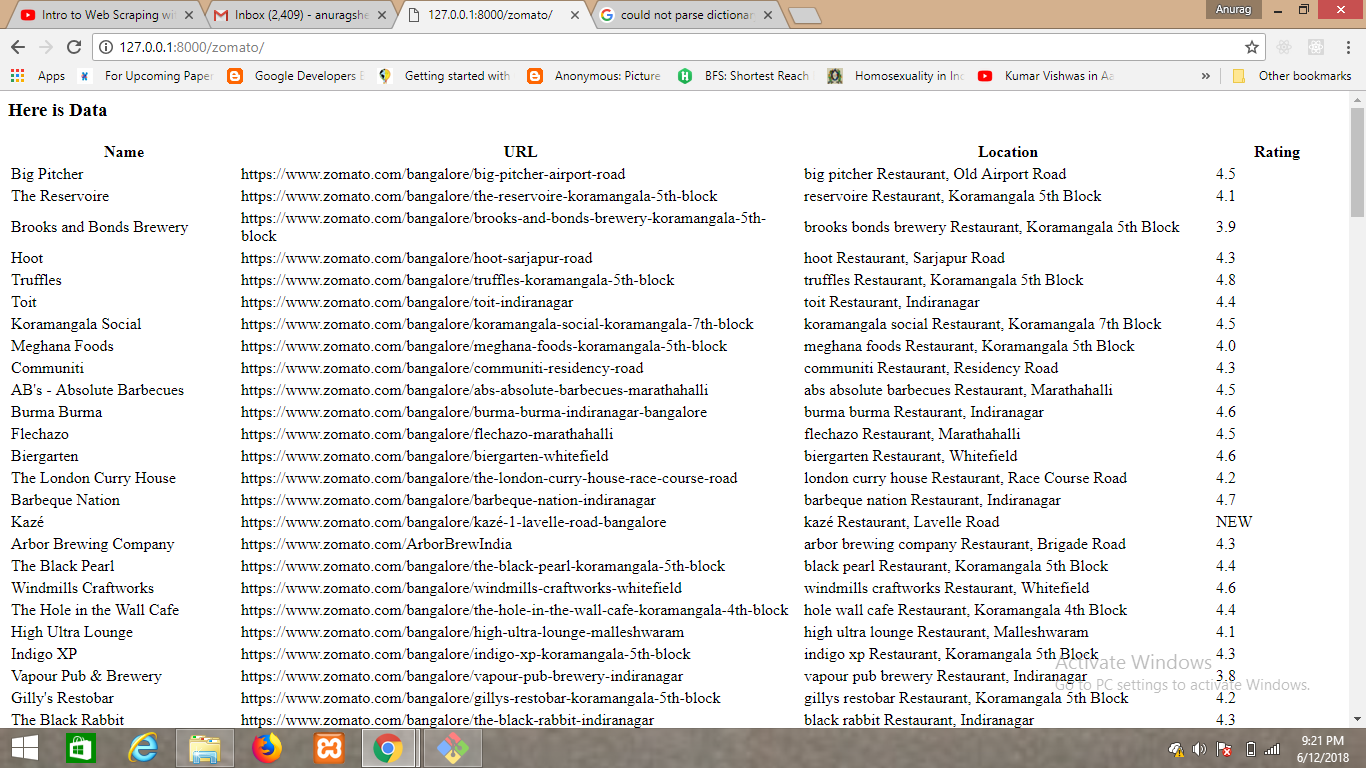 Intro to Web Scraping wi
Inbox (2,409) - anuragshe
127.0.0.1:8000/zomato/
could not parse dictionar
Anurag
127.0.0.1:8000/zomato/
Apps For Upcoming Paper Google Developers E Getting started with Anonymous: Picture BFS: Shortest Reach Homosexuality in Ind Kumar Vishwas in Aa » Other bookmarks
Here is Data
Name URL Location Rating
Big Pitcher https://www.zomato.com/bangalore/big-pitcher-airport-road big pitcher Restaurant, Old Airport Road 4.5
The Reservoire https://www.zomato.com/bangalore/the-reservoire-koramangala-5th-block reservoire Restaurant, Koramangala 5th Block 4.1
Brooks and Bonds Brewery https://www.zomato.com/bangalore/brooks-and-bonds-brewery-koramangala-5th-
block brooks bonds brewery Restaurant, Koramangala 5th Block 3.9
Hoot https://www.zomato.com/bangalore/hoot-sarjapur-road hoot Restaurant, Sarjapur Road 4.3
Truffles https://www.zomato.com/bangalore/truffles-koramangala-5th-block truffles Restaurant, Koramangala 5th Block 4.8
Toit https://www.zomato.com/bangalore/toit-indiranagar toit Restaurant, Indiranagar 4.4
Koramangala Social https://www.zomato.com/bangalore/koramangala-social-koramangala-7th-block koramangala social Restaurant, Koramangala 7th Block 4.5
Meghana Foods https://www.zomato.com/bangalore/meghana-foods-koramangala-5th-block meghana foods Restaurant, Koramangala 5th Block 4.0
Communiti https://www.zomato.com/bangalore/communiti-residency-road communiti Restaurant, Residency Road 4.3
AB's - Absolute Barbecues https://www.zomato.com/bangalore/abs-absolute-barbecues-marathahalli abs absolute barbecues Restaurant, Marathahalli 4.5
Burma Burma https://www.zomato.com/bangalore/burma-burma-indiranagar-bangalore burma burma Restaurant, Indiranagar 4.6
Flechazo https://www.zomato.com/bangalore/flechazo-marathahalli flechazo Restaurant, Marathahalli 4.5
Biergarten https://www.zomato.com/bangalore/biergarten-whitefield biergarten Restaurant, Whitefield 4.6
The London Curry House https://www.zomato.com/bangalore/the-london-curry-house-race-course-road london curry house Restaurant, Race Course Road 4.2
Barbeque Nation https://www.zomato.com/bangalore/barbeque-nation-indiranagar barbeque nation Restaurant, Indiranagar 4.7
Kazé https://www.zomato.com/bangalore/kazé-1-lavelle-road-bangalore kazé Restaurant, Lavelle Road NEW
Arbor Brewing Company https://www.zomato.com/ArborBrewIndia arbor brewing company Restaurant, Brigade Road 4.3
The Black Pearl https://www.zomato.com/bangalore/the-black-pearl-koramangala-5th-block black pearl Restaurant, Koramangala 5th Block 4.4
Windmills Craftworks https://www.zomato.com/bangalore/windmills-craftworks-whitefield windmills craftworks Restaurant, Whitefield 4.6
The Hole in the Wall Cafe https://www.zomato.com/bangalore/the-hole-in-the-wall-cafe-koramangala-4th-block hole wall cafe Restaurant, Koramangala 4th Block 4.4
High Ultra Lounge https://www.zomato.com/bangalore/high-ultra-lounge-malleshwaram high ultra lounge Restaurant, Malleshwaram 4.1
Indigo XP https://www.zomato.com/bangalore/indigo-xp-koramangala-5th-block indigo xp Restaurant, Koramangala 5th Block 4.3
Vapour Pub & Brewery https://www.zomato.com/bangalore/vapour-pub-brewery-indiranagar vapour pub brewery Restaurant, Indiranagar 3.8
Gilly's Restobar https://www.zomato.com/bangalore/gillys-restobar-koramangala-5th-block gillys restobar Restaurant, Koramangala 5th Block 4.2
The Black Rabbit https://www.zomato.com/bangalore/the-black-rabbit-indiranagar black rabbit Restaurant, Indiranagar 4.3
Activate Windows
Go to PC settings to activate Windows.
9:21 PM
6/12/2018